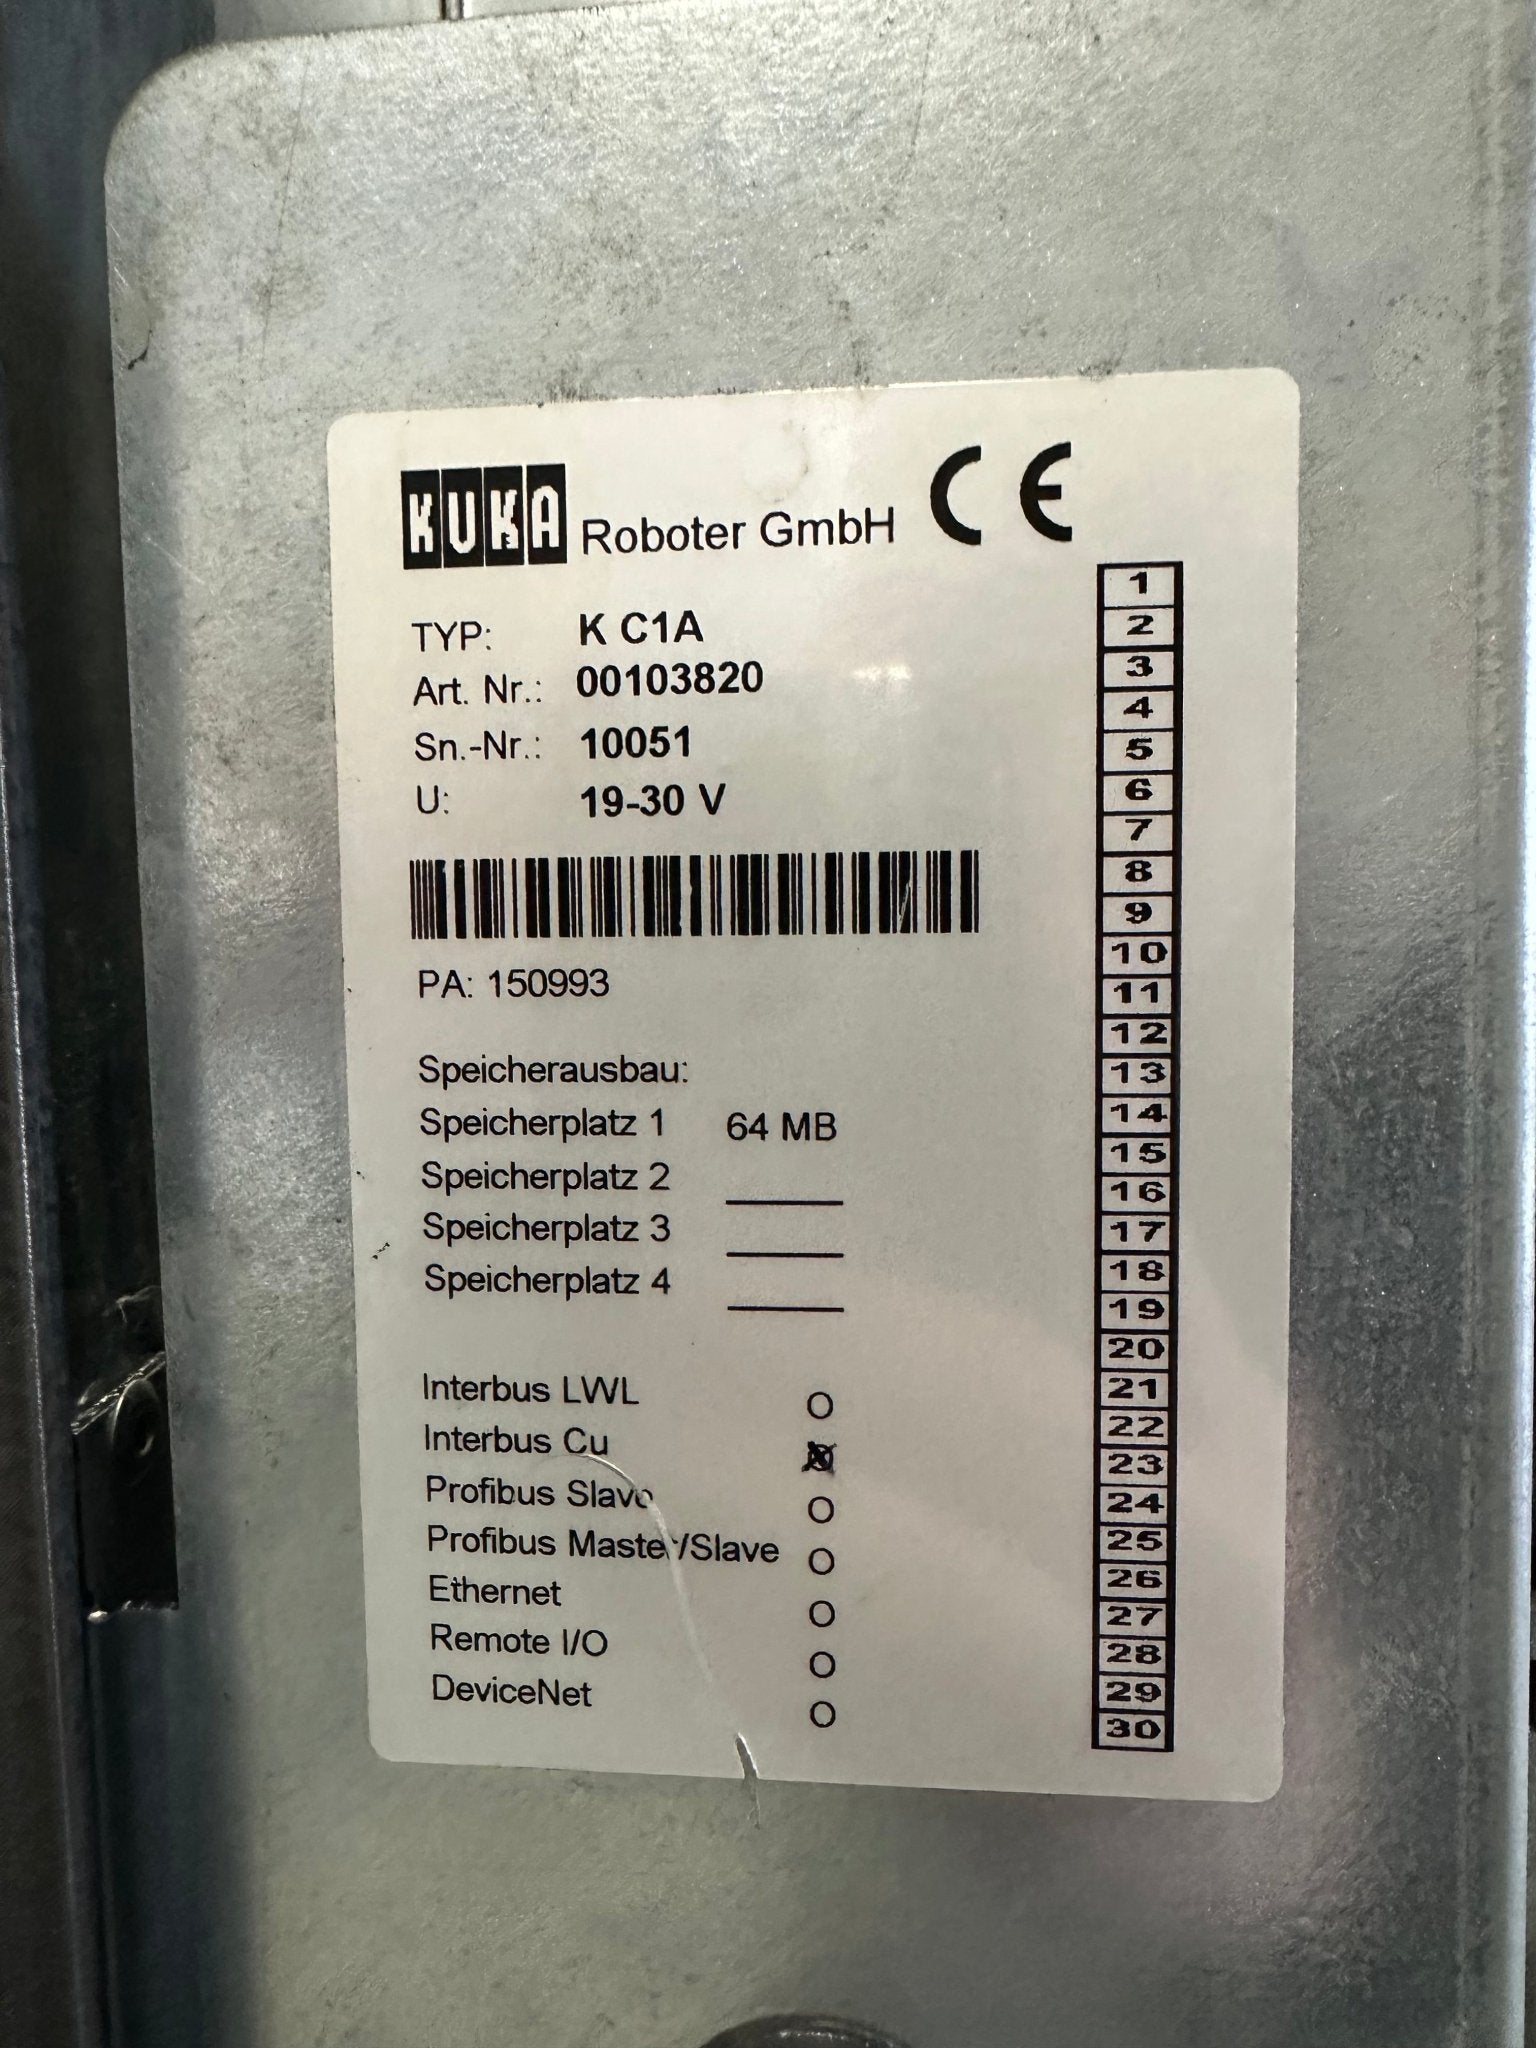 KUKA Roboter GmbH CE
TYP: K C1A
Art. Nr.: 00103820
Sn.-Nr.: 10051
U: 19-30 V
PA: 150993
Speicherausbau:
Speicherplatz 1 64 MB
Speicherplatz 2
Speicherplatz 3
Speicherplatz 4
Interbus LWL O
Interbus Cu
Profibus Slave O
Profibus Master/Slave O
Ethernet O
Remote I/O O
DeviceNet O
1
2
3
4
5
6
7
8
9
10
11
12
13
14
15
16
17
18
19
20
21
22
23
24
25
26
27
28
29
30